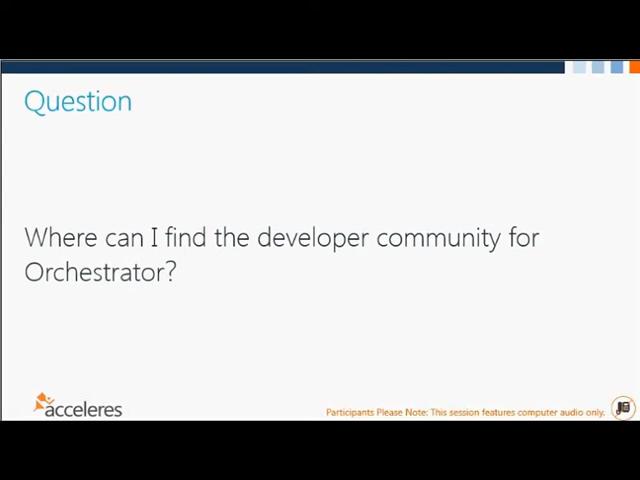 Question
Where can I find the developer community for
Orchestrator?
acceleres
Participants Please Note: This session features computer audio only.